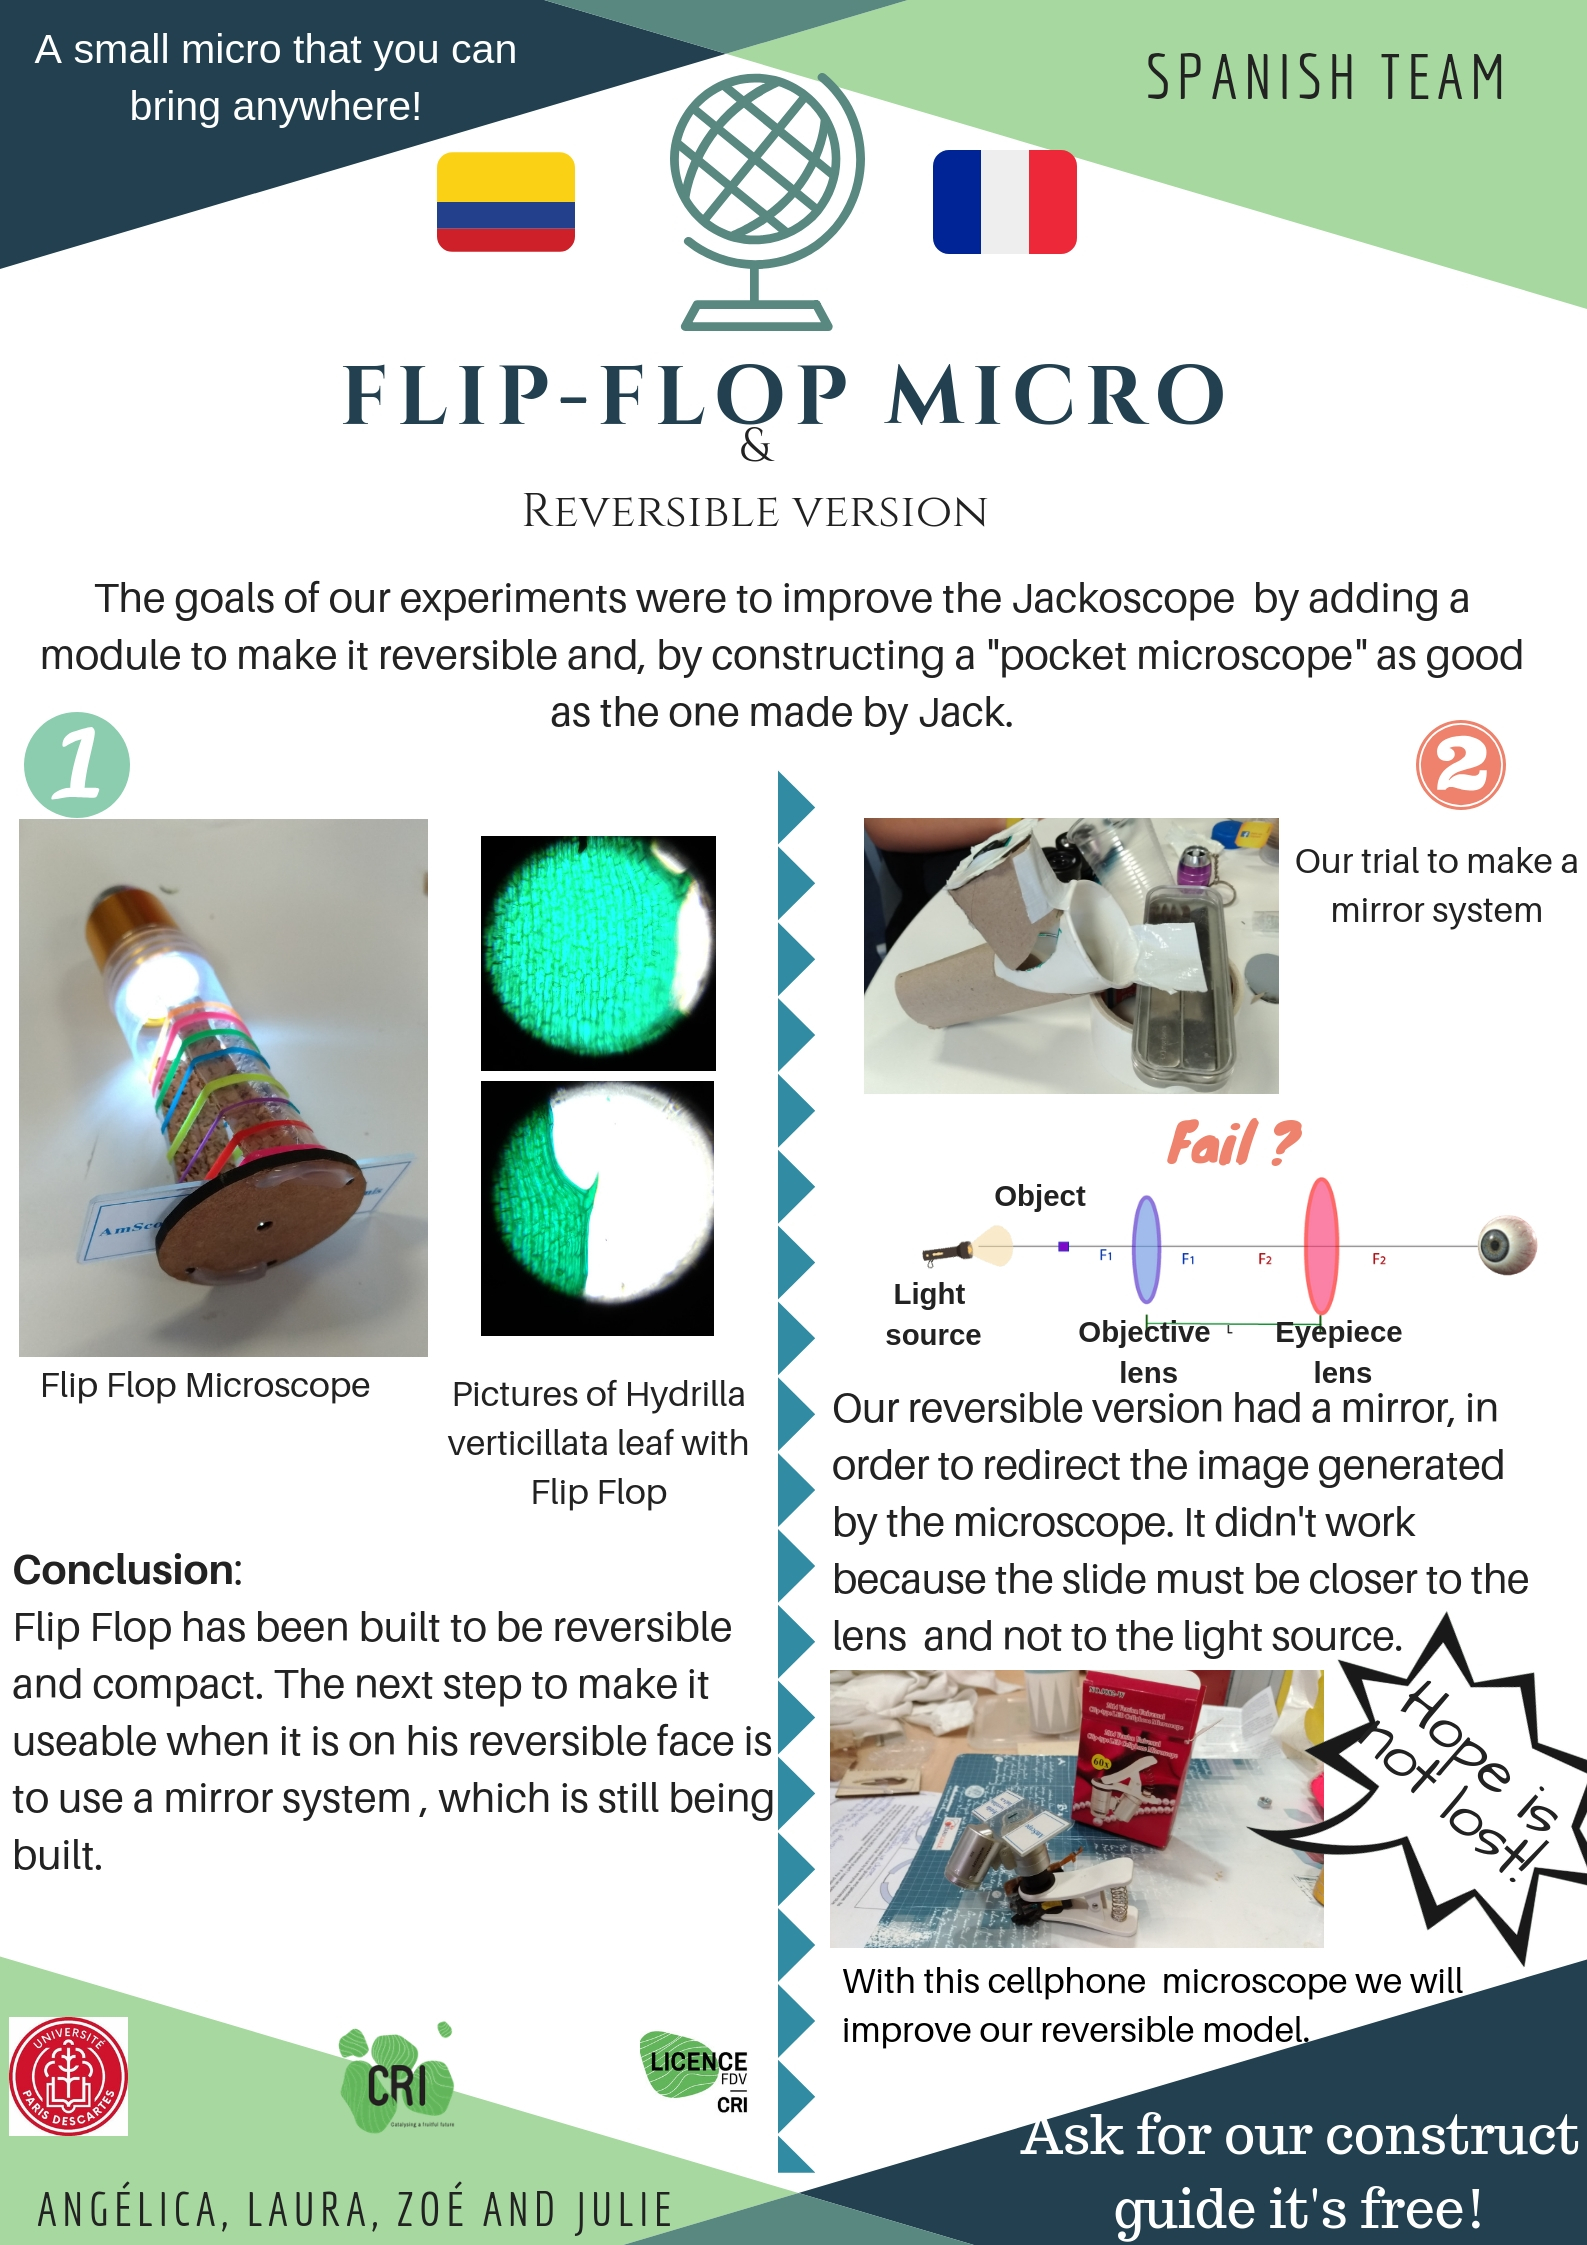 A small micro that you can
bring anywhere!
SPANISH TEAM
FLIP-FLOP MICRO
&
REVERSIBLE VERSION
The goals of our experiments were to improve the Jackoscope by adding a
module to make it reversible and, by constructing a "pocket microscope" as good
as the one made by Jack.
1
AmSco
Flip Flop Microscope
Pictures of Hydrilla
verticillata leaf with
Flip Flop
Conclusion:
Flip Flop has been built to be reversible
and compact. The next step to make it
useable when it is on his reversible face is
to use a mirror system , which is still being
built.
2
Our trial to make a
mirror system
Fail ?
Object
F1 F1 F2 F2
Light
source
Objective
lens
L
Eyepiece
lens
Our reversible version had a mirror, in
order to redirect the image generated
by the microscope. It didn't work
because the slide must be closer to the
lens and not to the light source.
60x
Hope is
not lost!
With this cellphone microscope we will
improve our reversible model.
UNIVERSITÉ
PARIS DESCARTES
CRI
Catalysing a fruitful future
LICENCE
FDV
CRI
ANGÉLICA, LAURA, ZOÉ AND JULIE
Ask for our construct
guide it's free!